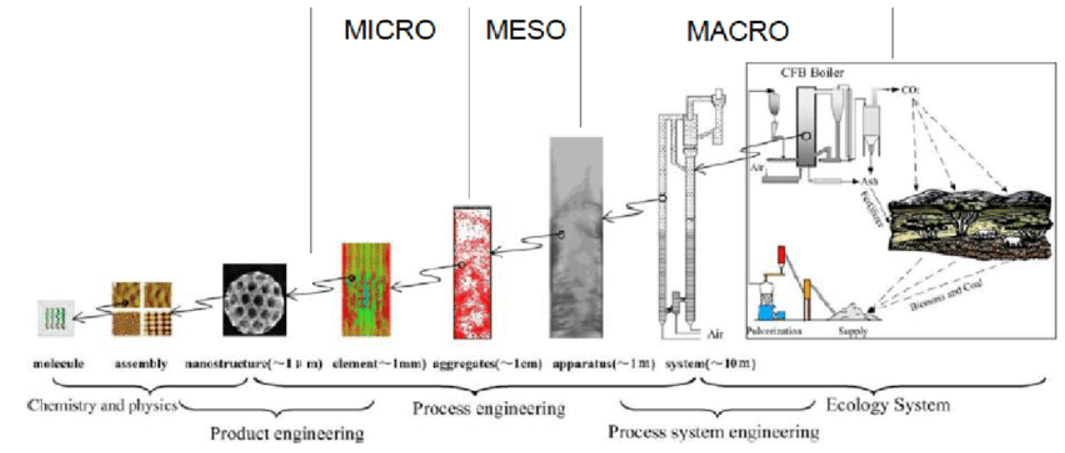 MICRO MESO MACRO
CFB Boiler
CO₂
Air
Ash
Fertilizer
Biomass and Coal
Pulverization Supply
Air
molecule assembly nanostructure(~1μm) element~1mm) aggregates(~1cm) apparatus(~1m) system(~10m)
Chemistry and physics Process engineering Ecology System
Product engineering Process system engineering